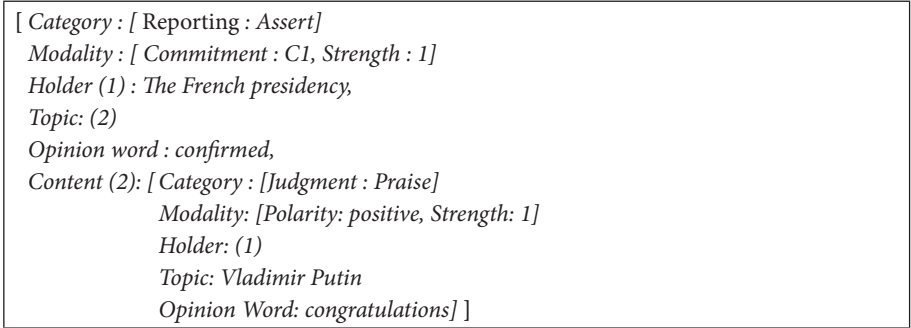 [ Category : [ Reporting : Assert]
Modality : [ Commitment : C1, Strength : 1]
Holder (1) : The French presidency,
Topic: (2)
Opinion word : confirmed,
Content (2): [ Category : [Judgment : Praise]
Modality: [Polarity: positive, Strength: 1]
Holder: (1)
Topic: Vladimir Putin
Opinion Word: congratulations] ]